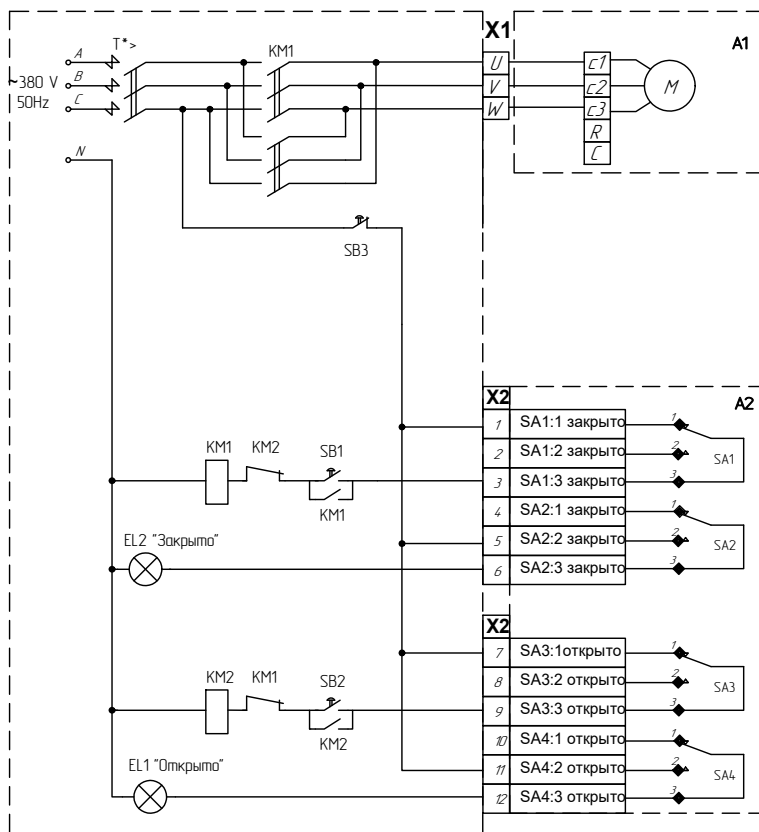 X1
A1
T*>
KM1
A
~380 V
B
50Hz
C
N
U
V
W
c1
c2
c3
R
C
M
SB3
X2
A2
1 SA1:1 закрыто 1
2 SA1:2 закрыто 2
3 SA1:3 закрыто 3
SA1
4 SA2:1 закрыто 1
5 SA2:2 закрыто 2
6 SA2:3 закрыто 3
SA2
KM1 KM2 SB1
KM1
EL2 "Закрыто"
X2
7 SA3:1открыто 1
8 SA3:2 открыто 2
9 SA3:3 открыто 3
SA3
10 SA4:1 открыто 1
11 SA4:2 открыто 2
12 SA4:3 открыто 3
SA4
KM2 KM1 SB2
KM2
EL1 "Открыто"